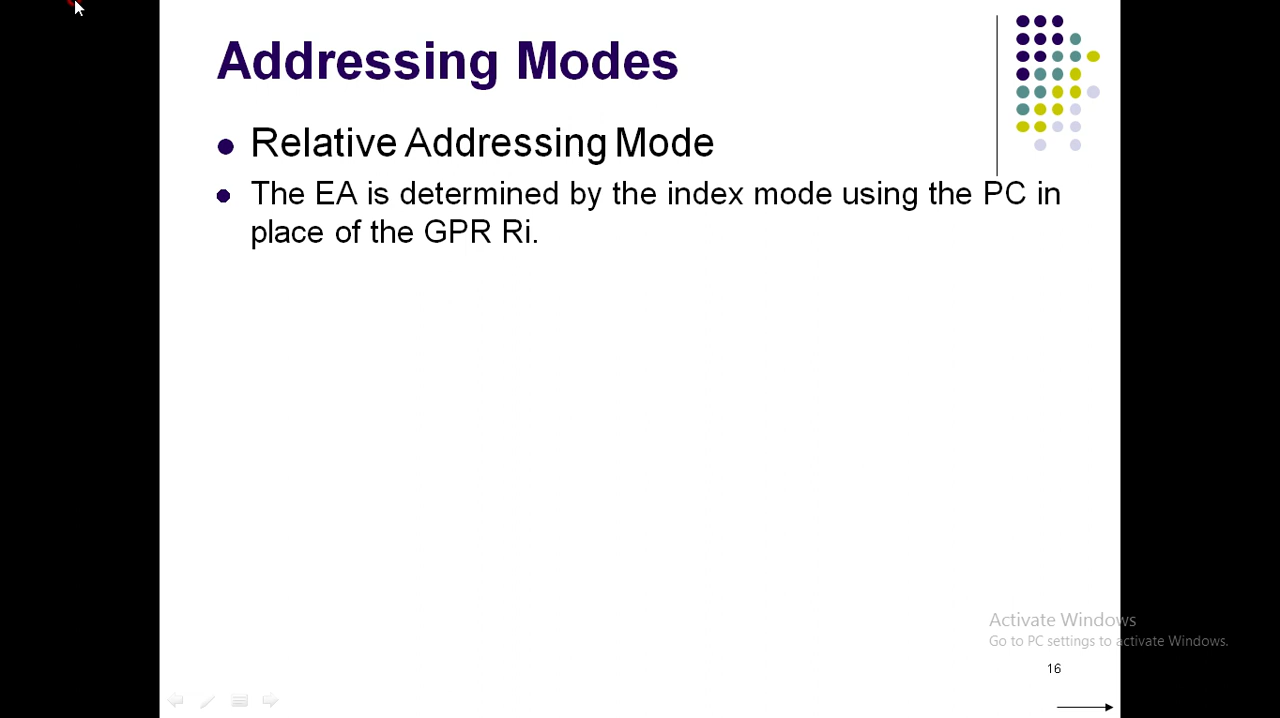 Addressing Modes
Relative Addressing Mode
The EA is determined by the index mode using the PC in
place of the GPR Ri.
Activate Windows
Go to PC settings to activate Windows.
16